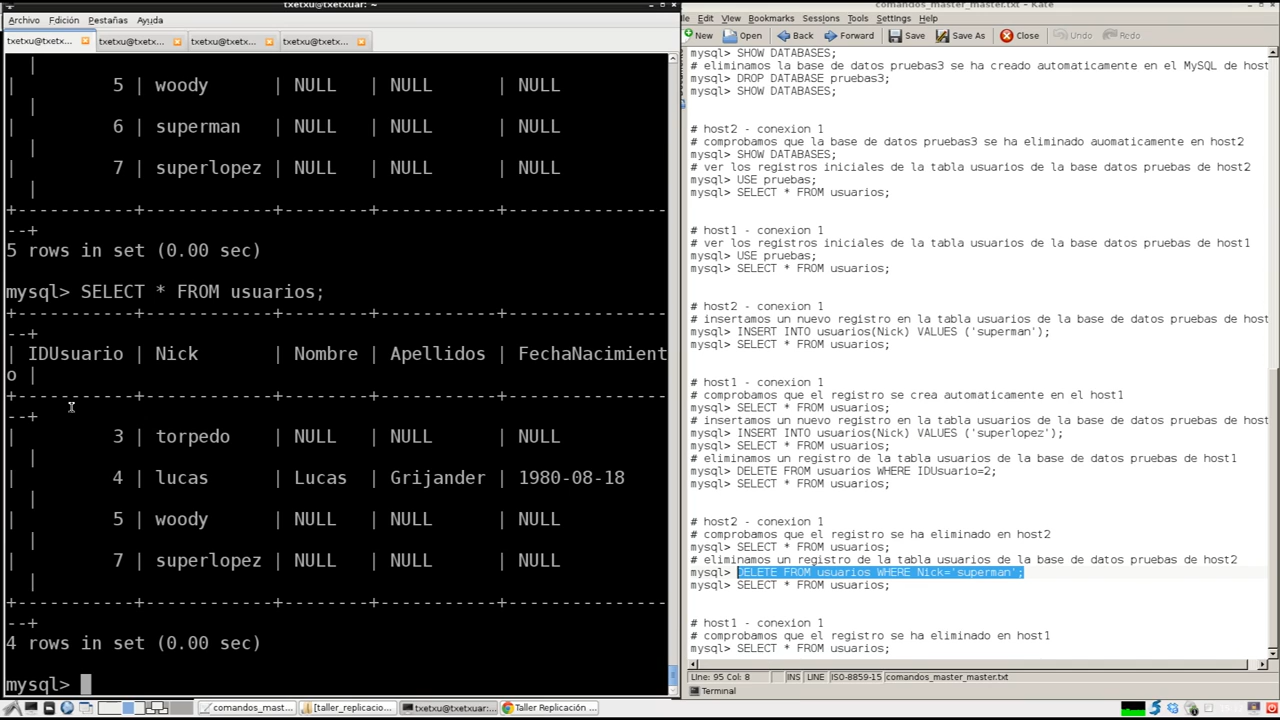 txetxu@txetxuar: ~
Archivo Edición Pestañas Ayuda
txetxu@txetx... txetxu@txetx... txetxu@txetx... txetxu@txetx...
|
| 5 | woody | NULL | NULL | NULL
|
| 6 | superman | NULL | NULL | NULL
|
| 7 | superlopez | NULL | NULL | NULL
|
+-----------+------------+--------+-----------+---------------
--+
5 rows in set (0.00 sec)
mysql> SELECT * FROM usuarios;
+-----------+------------+--------+-----------+---------------
--+
| IDUsuario | Nick | Nombre | Apellidos | FechaNacimient
o |
+-----------+------------+--------+-----------+---------------
--+
| 3 | torpedo | NULL | NULL | NULL
|
| 4 | lucas | Lucas | Grijander | 1980-08-18
|
| 5 | woody | NULL | NULL | NULL
|
| 7 | superlopez | NULL | NULL | NULL
|
+-----------+------------+--------+-----------+---------------
--+
4 rows in set (0.00 sec)
mysql>
comandos_master_master.txt - Kate
Edit View Bookmarks Sessions Tools Settings Help
New Open Back Forward Save Save As Close Undo Redo
mysql> SHOW DATABASES;
# eliminamos la base de datos pruebas3 se ha creado automaticamente en el MySQL de host
mysql> DROP DATABASE pruebas3;
mysql> SHOW DATABASES;
# host2 - conexion 1
# comprobamos que la base de datos pruebas3 se ha eliminado auomaticamente en host2
mysql> SHOW DATABASES;
# ver los registros iniciales de la tabla usuarios de la base datos pruebas de host2
mysql> USE pruebas;
mysql> SELECT * FROM usuarios;
# host1 - conexion 1
# ver los registros iniciales de la tabla usuarios de la base datos pruebas de host1
mysql> USE pruebas;
mysql> SELECT * FROM usuarios;
# host2 - conexion 1
# insertamos un nuevo registro en la tabla usuarios de la base de datos pruebas de host
mysql> INSERT INTO usuarios(Nick) VALUES ('superman');
mysql> SELECT * FROM usuarios;
# host1 - conexion 1
# comprobamos que el registro se crea automaticamente en el host1
mysql> SELECT * FROM usuarios;
# insertamos un nuevo registro en la tabla usuarios de la base de datos pruebas de host
mysql> INSERT INTO usuarios(Nick) VALUES ('superlopez');
mysql> SELECT * FROM usuarios;
# eliminamos un registro de la tabla usuarios de la base de datos pruebas de host1
mysql> DELETE FROM usuarios WHERE IDUsuario=2;
mysql> SELECT * FROM usuarios;
# host2 - conexion 1
# comprobamos que el registro se ha eliminado en host2
mysql> SELECT * FROM usuarios;
# eliminamos un registro de la tabla usuarios de la base de datos pruebas de host2
mysql> DELETE FROM usuarios WHERE Nick='superman';
mysql> SELECT * FROM usuarios;
# host1 - conexion 1
# comprobamos que el registro se ha eliminado en host1
mysql> SELECT * FROM usuarios;
Line: 95 Col: 8 INS LINE ISO-8859-15 comandos_master_master.txt
Terminal
comandos_mast... [taller_replicacio... txetxu@txetxuar:... Taller Replicación ...